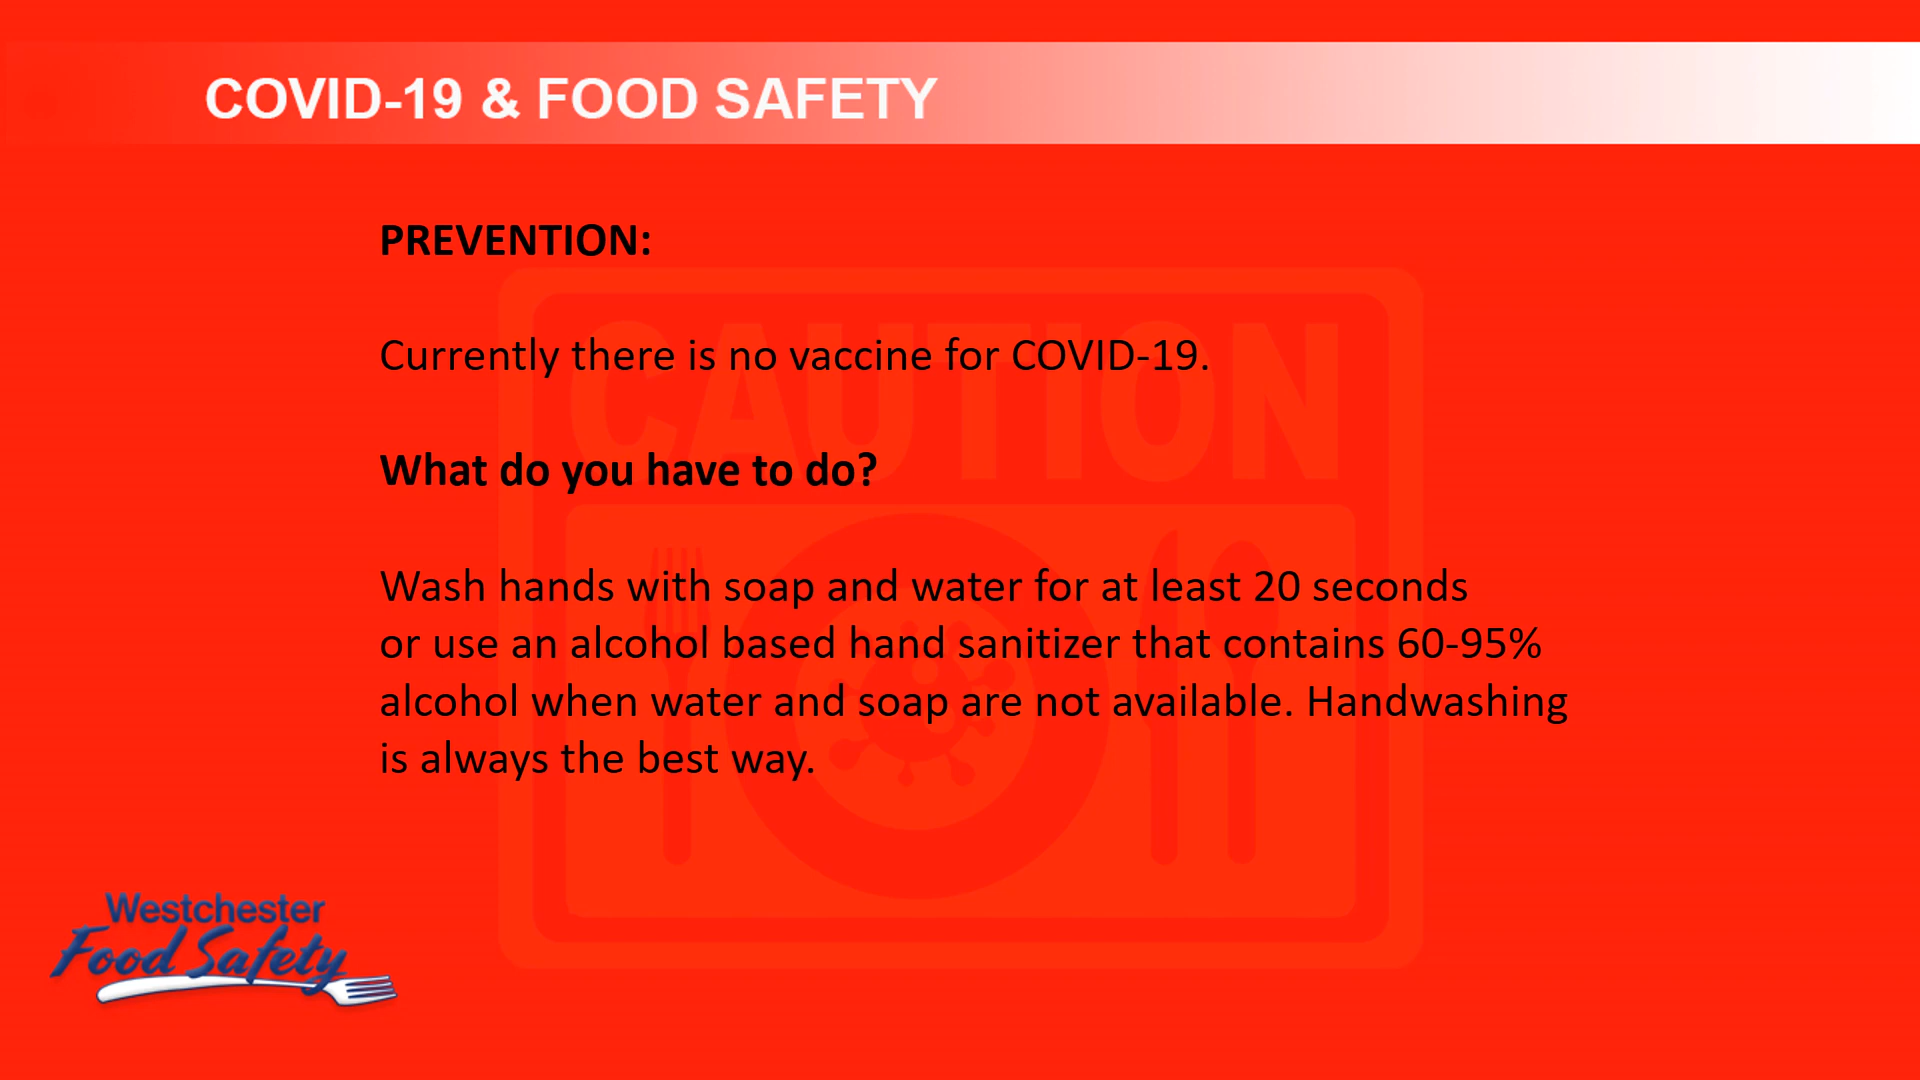 COVID-19 & FOOD SAFETY
PREVENTION:
Currently there is no vaccine for COVID-19.
CAUTION
What do you have to do?
Wash hands with soap and water for at least 20 seconds
or use an alcohol based hand sanitizer that contains 60-95%
alcohol when water and soap are not available. Handwashing
is always the best way.
Westchester
Food Safety